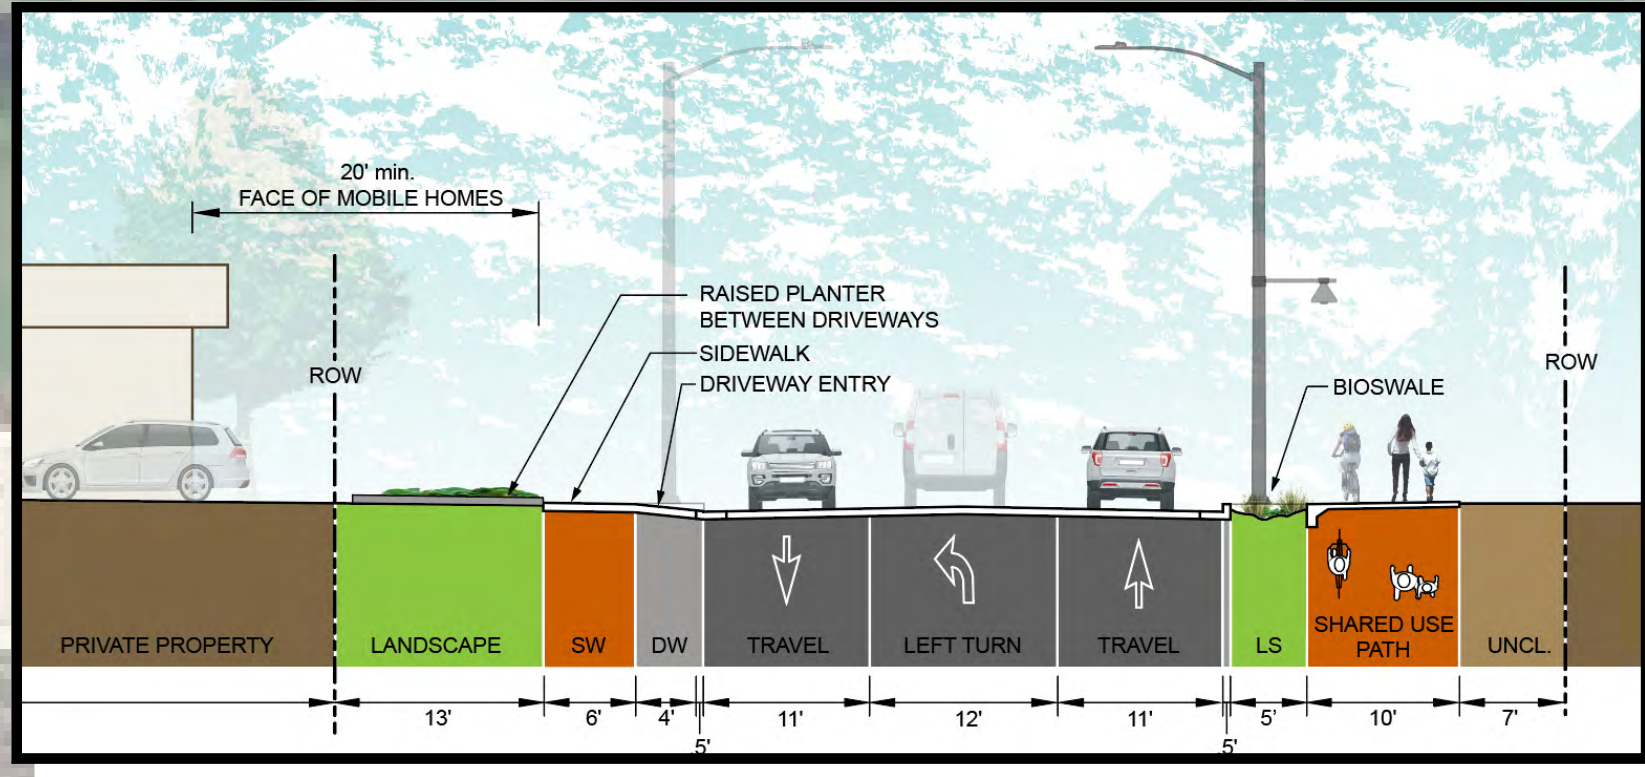 20' min.
FACE OF MOBILE HOMES
RAISED PLANTER
BETWEEN DRIVEWAYS
SIDEWALK
DRIVEWAY ENTRY
ROW
BIOSWALE
ROW
PRIVATE PROPERTY
LANDSCAPE
SW
DW
TRAVEL
LEFT TURN
TRAVEL
LS
SHARED USE
PATH
UNCL.
13'
6'
4'
.5'
11'
12'
11'
.5'
5'
10'
7'